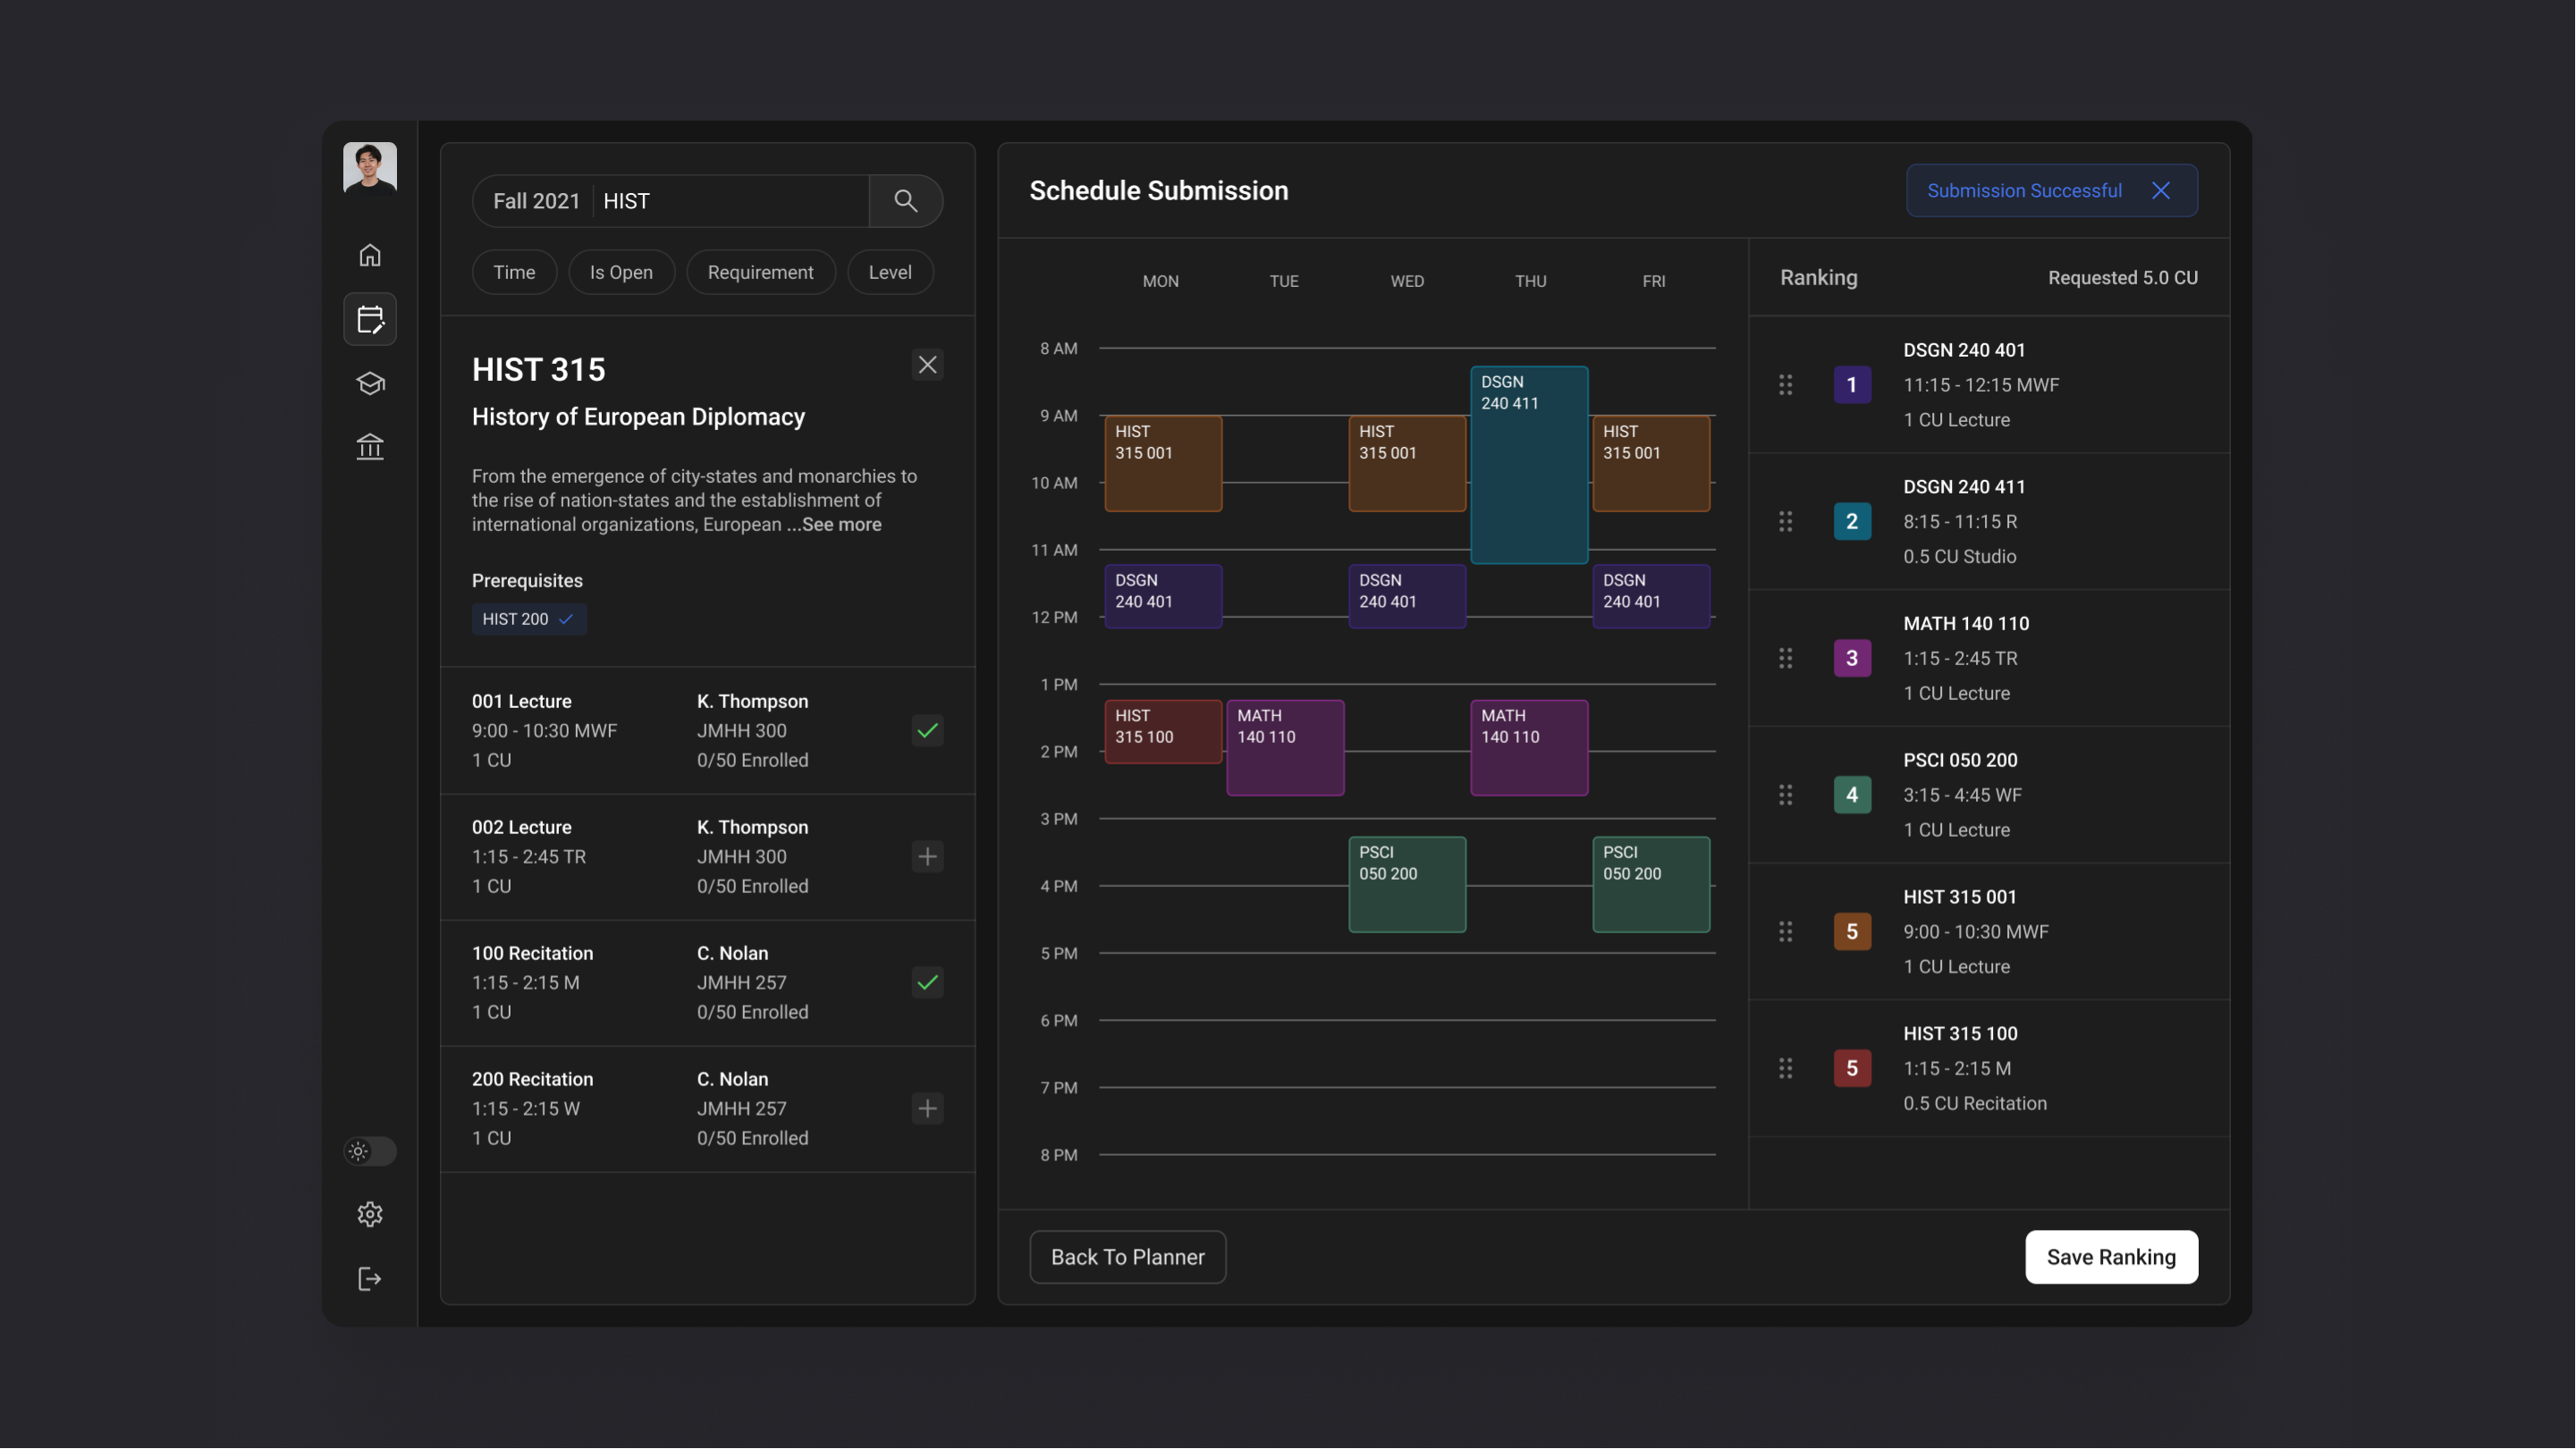 Fall 2021 HIST
Time Is Open Requirement Level
HIST 315
History of European Diplomacy
From the emergence of city-states and monarchies to
the rise of nation-states and the establishment of
international organizations, European ...See more
Prerequisites
HIST 200
001 Lecture K. Thompson
9:00 - 10:30 MWF JMHH 300
1 CU 0/50 Enrolled
002 Lecture K. Thompson
1:15 - 2:45 TR JMHH 300
1 CU 0/50 Enrolled
100 Recitation C. Nolan
1:15 - 2:15 M JMHH 257
1 CU 0/50 Enrolled
200 Recitation C. Nolan
1:15 - 2:15 W JMHH 257
1 CU 0/50 Enrolled
Schedule Submission
Submission Successful
MON TUE WED THU FRI
8 AM
DSGN
240 411
9 AM
HIST HIST HIST
315 001 315 001 315 001
10 AM
11 AM
DSGN DSGN DSGN
240 401 240 401 240 401
12 PM
1 PM
HIST MATH MATH
315 100 140 110 140 110
2 PM
3 PM
PSCI PSCI
050 200 050 200
4 PM
5 PM
6 PM
7 PM
8 PM
Ranking Requested 5.0 CU
DSGN 240 401
1 11:15 - 12:15 MWF
1 CU Lecture
DSGN 240 411
2 8:15 - 11:15 R
0.5 CU Studio
MATH 140 110
3 1:15 - 2:45 TR
1 CU Lecture
PSCI 050 200
4 3:15 - 4:45 WF
1 CU Lecture
HIST 315 001
5 9:00 - 10:30 MWF
1 CU Lecture
HIST 315 100
5 1:15 - 2:15 M
0.5 CU Recitation
Back To Planner Save Ranking